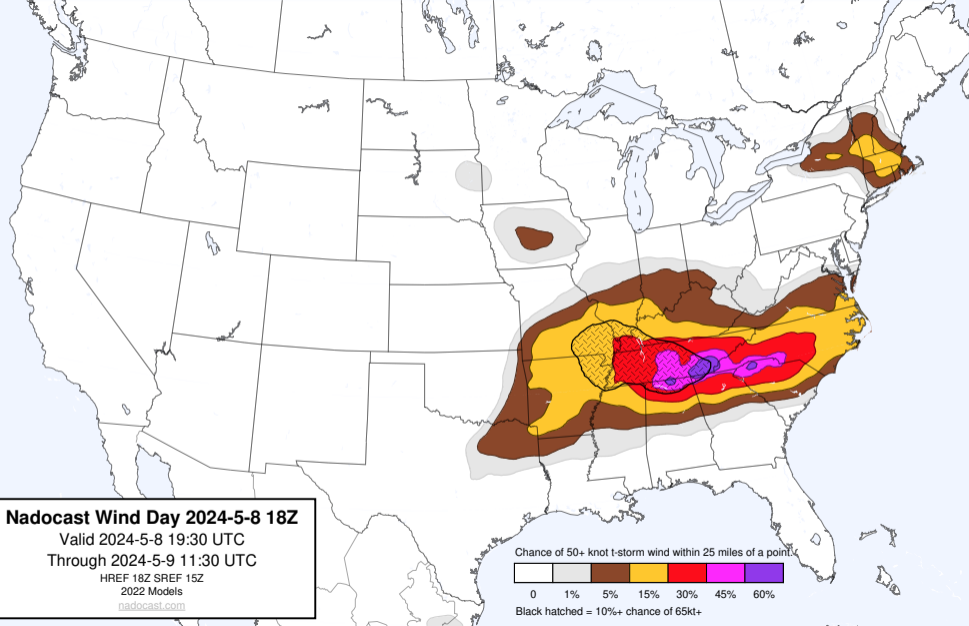 Nadocast Wind Day 2024-5-8 18Z
Valid 2024-5-8 19:30 UTC
Through 2024-5-9 11:30 UTC
HREF 18Z SREF 15Z
2022 Models
nadocast.com
Chance of 50+ knot t-storm wind within 25 miles of a point.
0 1% 5% 15% 30% 45% 60%
Black hatched = 10%+ chance of 65kt+